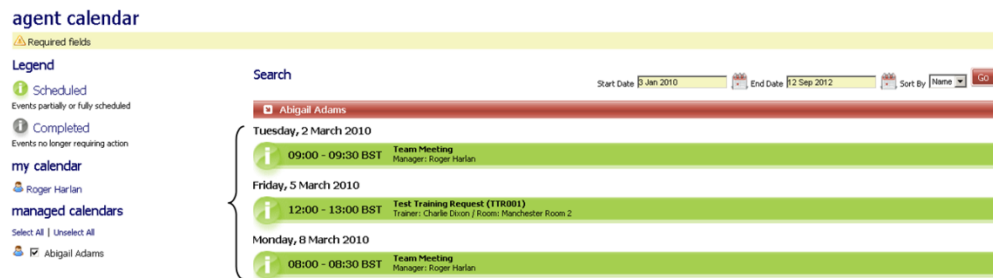 agent calendar
Required fields
Legend
Scheduled
Events partially or fully scheduled
Completed
Events no longer requiring action
my calendar
Roger Harlan
managed calendars
Select All | Unselect All
Abigail Adams
Search
Start Date 3 Jan 2010 End Date 12 Sep 2012 Sort By Name Go
Abigail Adams
Tuesday, 2 March 2010
09:00 - 09:30 BST Team Meeting
Manager: Roger Harlan
Friday, 5 March 2010
12:00 - 13:00 BST Test Training Request (TTR001)
Trainer: Charlie Dixon / Room: Manchester Room 2
Monday, 8 March 2010
08:00 - 08:30 BST Team Meeting
Manager: Roger Harlan